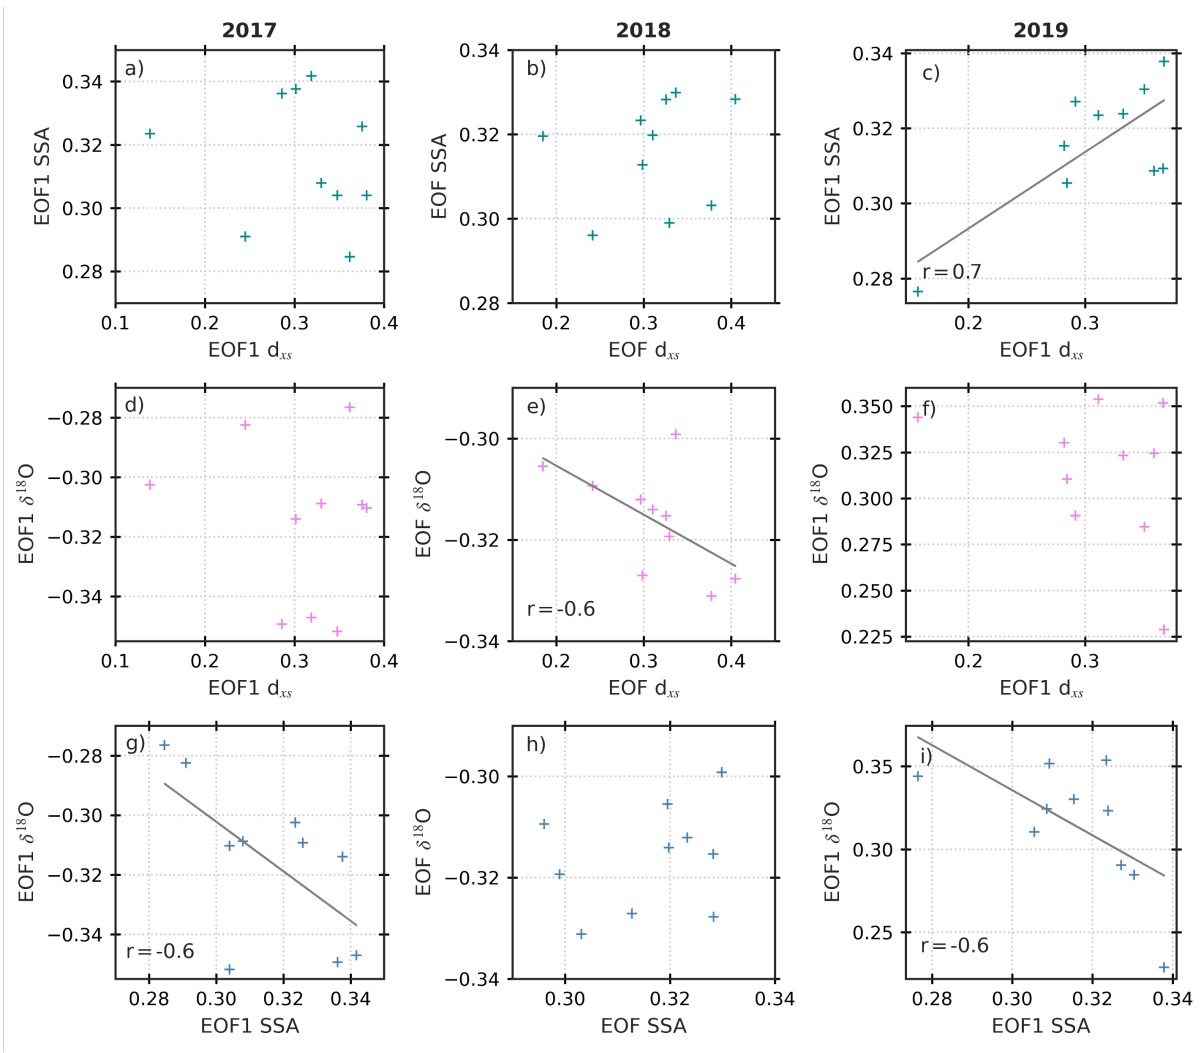 2017 2018 2019
a) b) c)
0.34 0.32 0.30 0.28
EOF1 SSA
0.1 0.2 0.3 0.4
EOF1 dxs
0.34 0.32 0.30 0.28
EOF SSA
0.2 0.3 0.4
EOF dxs
0.34 0.32 0.30 0.28
EOF1 SSA
r = 0.7
0.2 0.3
EOF1 dxs
d) e) f)
−0.28 −0.30 −0.32 −0.34
EOF1 δ18O
0.1 0.2 0.3 0.4
EOF1 dxs
−0.30 −0.32 −0.34
EOF δ18O
r = -0.6
0.2 0.3 0.4
EOF dxs
0.350 0.325 0.300 0.275 0.250 0.225
EOF1 δ18O
0.2 0.3
EOF1 dxs
g) h) i)
−0.28 −0.30 −0.32 −0.34
EOF1 δ18O
r = -0.6
0.28 0.30 0.32 0.34
EOF1 SSA
−0.30 −0.32 −0.34
EOF δ18O
0.30 0.32 0.34
EOF SSA
0.35 0.30 0.25
EOF1 δ18O
r = -0.6
0.28 0.30 0.32 0.34
EOF1 SSA